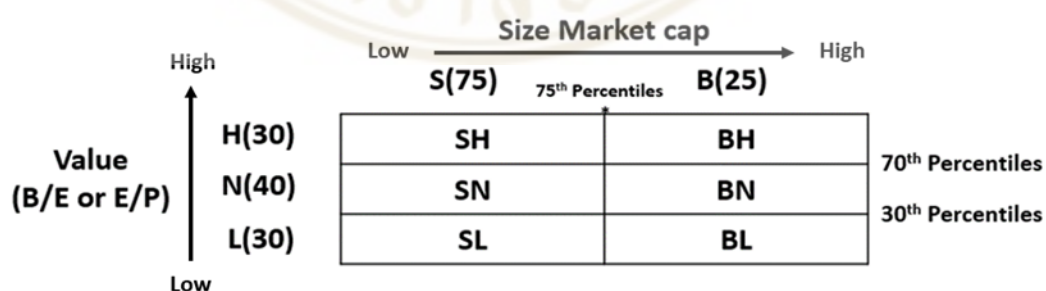 Size Market cap
Low High
High
S(75) 75th Percentiles B(25)
H(30) SH BH
70th Percentiles
Value
(B/E or E/P)
N(40) SN BN
30th Percentiles
L(30) SL BL
Low